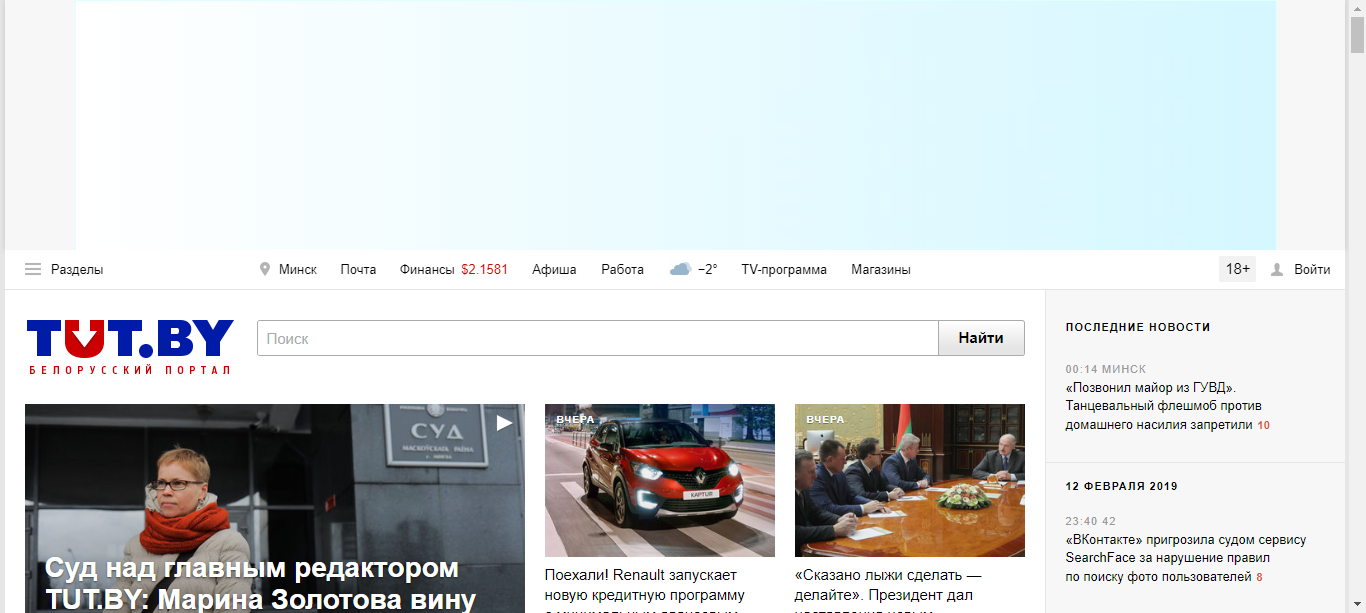 Разделы
Минск
Почта
Финансы $2.1581
Афиша
Работа
−2°
TV-программа
Магазины
18+
Войти
TUT.BY
БЕЛОРУССКИЙ ПОРТАЛ
Поиск
Найти
СУД
Суд над главным редактором
TUT.BY: Марина Золотова вину
ВЧЕРА
KAPTUR
Поехали! Renault запускает
новую кредитную программу
ВЧЕРА
«Сказано лыжи сделать —
делайте». Президент дал
ПОСЛЕДНИЕ НОВОСТИ
00:14 МИНСК
«Позвонил майор из ГУВД».
Танцевальный флешмоб против
домашнего насилия запретили 10
12 ФЕВРАЛЯ 2019
23:40 42
«ВКонтакте» пригрозила судом сервису
SearchFace за нарушение правил
по поиску фото пользователей 8